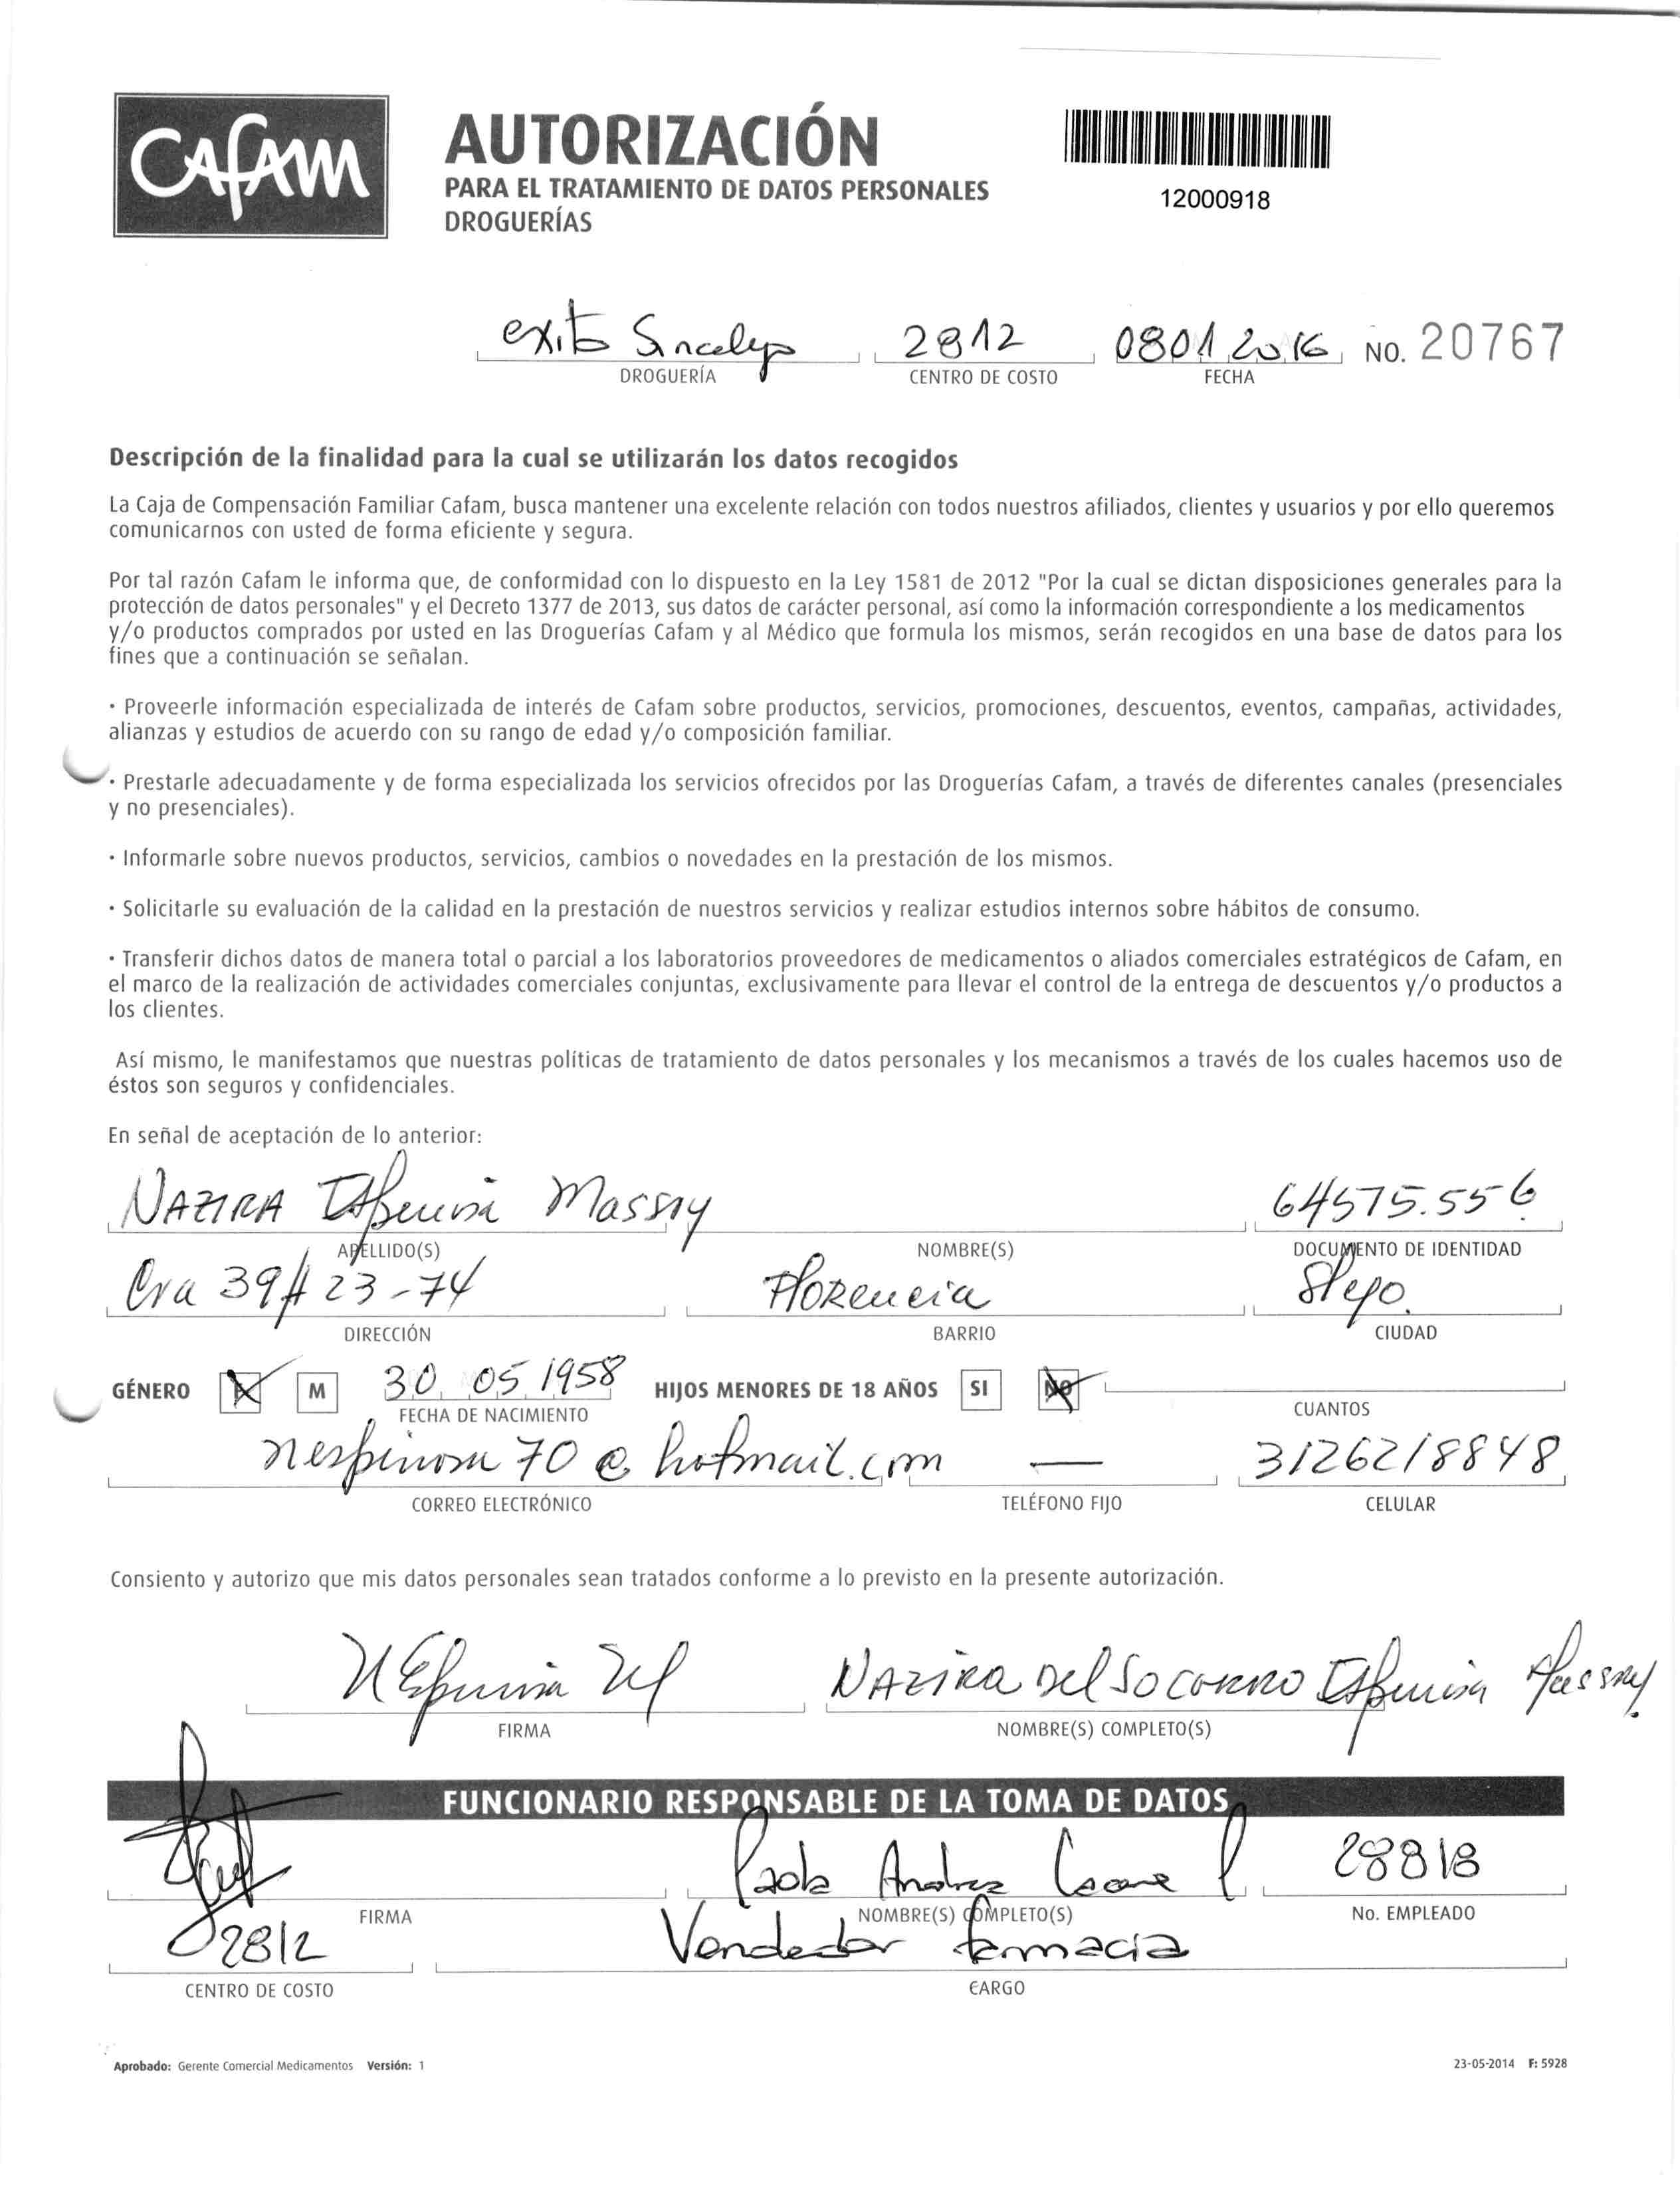 CAFAM
AUTORIZACIÓN
PARA EL TRATAMIENTO DE DATOS PERSONALES
DROGUERÍAS
12000918
exito Sincelejo 2812 0801 2016 NO. 20767
DROGUERÍA CENTRO DE COSTO FECHA
Descripción de la finalidad para la cual se utilizarán los datos recogidos
La Caja de Compensación Familiar Cafam, busca mantener una excelente relación con todos nuestros afiliados, clientes y usuarios y por ello queremos
comunicarnos con usted de forma eficiente y segura.
Por tal razón Cafam le informa que, de conformidad con lo dispuesto en la Ley 1581 de 2012 "Por la cual se dictan disposiciones generales para la
protección de datos personales" y el Decreto 1377 de 2013, sus datos de carácter personal, así como la información correspondiente a los medicamentos
y/o productos comprados por usted en las Droguerías Cafam y al Médico que formula los mismos, serán recogidos en una base de datos para los
fines que a continuación se señalan.
· Proveerle información especializada de interés de Cafam sobre productos, servicios, promociones, descuentos, eventos, campañas, actividades,
alianzas y estudios de acuerdo con su rango de edad y/o composición familiar.
· Prestarle adecuadamente y de forma especializada los servicios ofrecidos por las Droguerías Cafam, a través de diferentes canales (presenciales
y no presenciales).
· Informarle sobre nuevos productos, servicios, cambios o novedades en la prestación de los mismos.
· Solicitarle su evaluación de la calidad en la prestación de nuestros servicios y realizar estudios internos sobre hábitos de consumo.
· Transferir dichos datos de manera total o parcial a los laboratorios proveedores de medicamentos o aliados comerciales estratégicos de Cafam, en
el marco de la realización de actividades comerciales conjuntas, exclusivamente para llevar el control de la entrega de descuentos y/o productos a
los clientes.
Así mismo, le manifestamos que nuestras políticas de tratamiento de datos personales y los mecanismos a través de los cuales hacemos uso de
éstos son seguros y confidenciales.
En señal de aceptación de lo anterior:
NAZIRA Espinosa Massry 64575.556
APELLIDO(S) NOMBRE(S) DOCUMENTO DE IDENTIDAD
Cra 39 # 23-74 Florencia Slejo.
DIRECCIÓN BARRIO CIUDAD
GÉNERO F M 30 05 1958 HIJOS MENORES DE 18 AÑOS SI NO
FECHA DE NACIMIENTO CUANTOS
nespinosa70@hotmail.com — 3126218848
CORREO ELECTRÓNICO TELÉFONO FIJO CELULAR
Consiento y autorizo que mis datos personales sean tratados conforme a lo previsto en la presente autorización.
NEspinosa M NAZIRA Del Socorro Espinosa Massry
FIRMA NOMBRE(S) COMPLETO(S)
FUNCIONARIO RESPONSABLE DE LA TOMA DE DATOS
Paola Andrea 28818
FIRMA NOMBRE(S) COMPLETO(S) No. EMPLEADO
2812 Vendedor farmacia
CENTRO DE COSTO CARGO
Aprobado: Gerente Comercial Medicamentos Versión: 1 23-05-2014 F: 5928